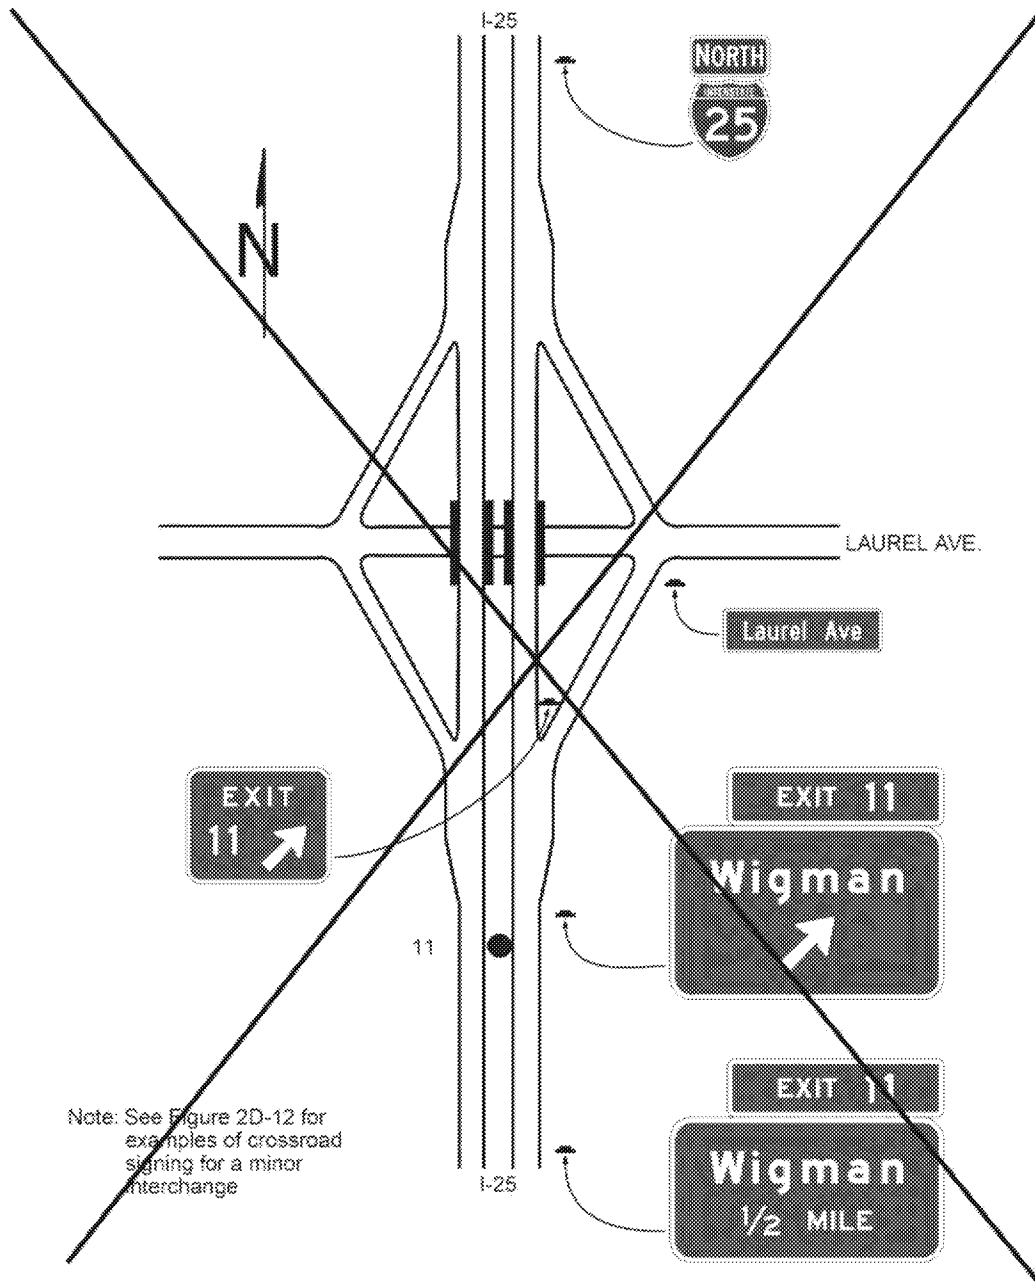 I-25
NORTH
INTERSTATE
25
N
LAUREL AVE.
Laurel Ave
EXIT
11
EXIT 11
Wigman
11
EXIT 11
Wigman
1/2 MILE
Note: See Figure 2D-12 for
examples of crossroad
signing for a minor
interchange
I-25